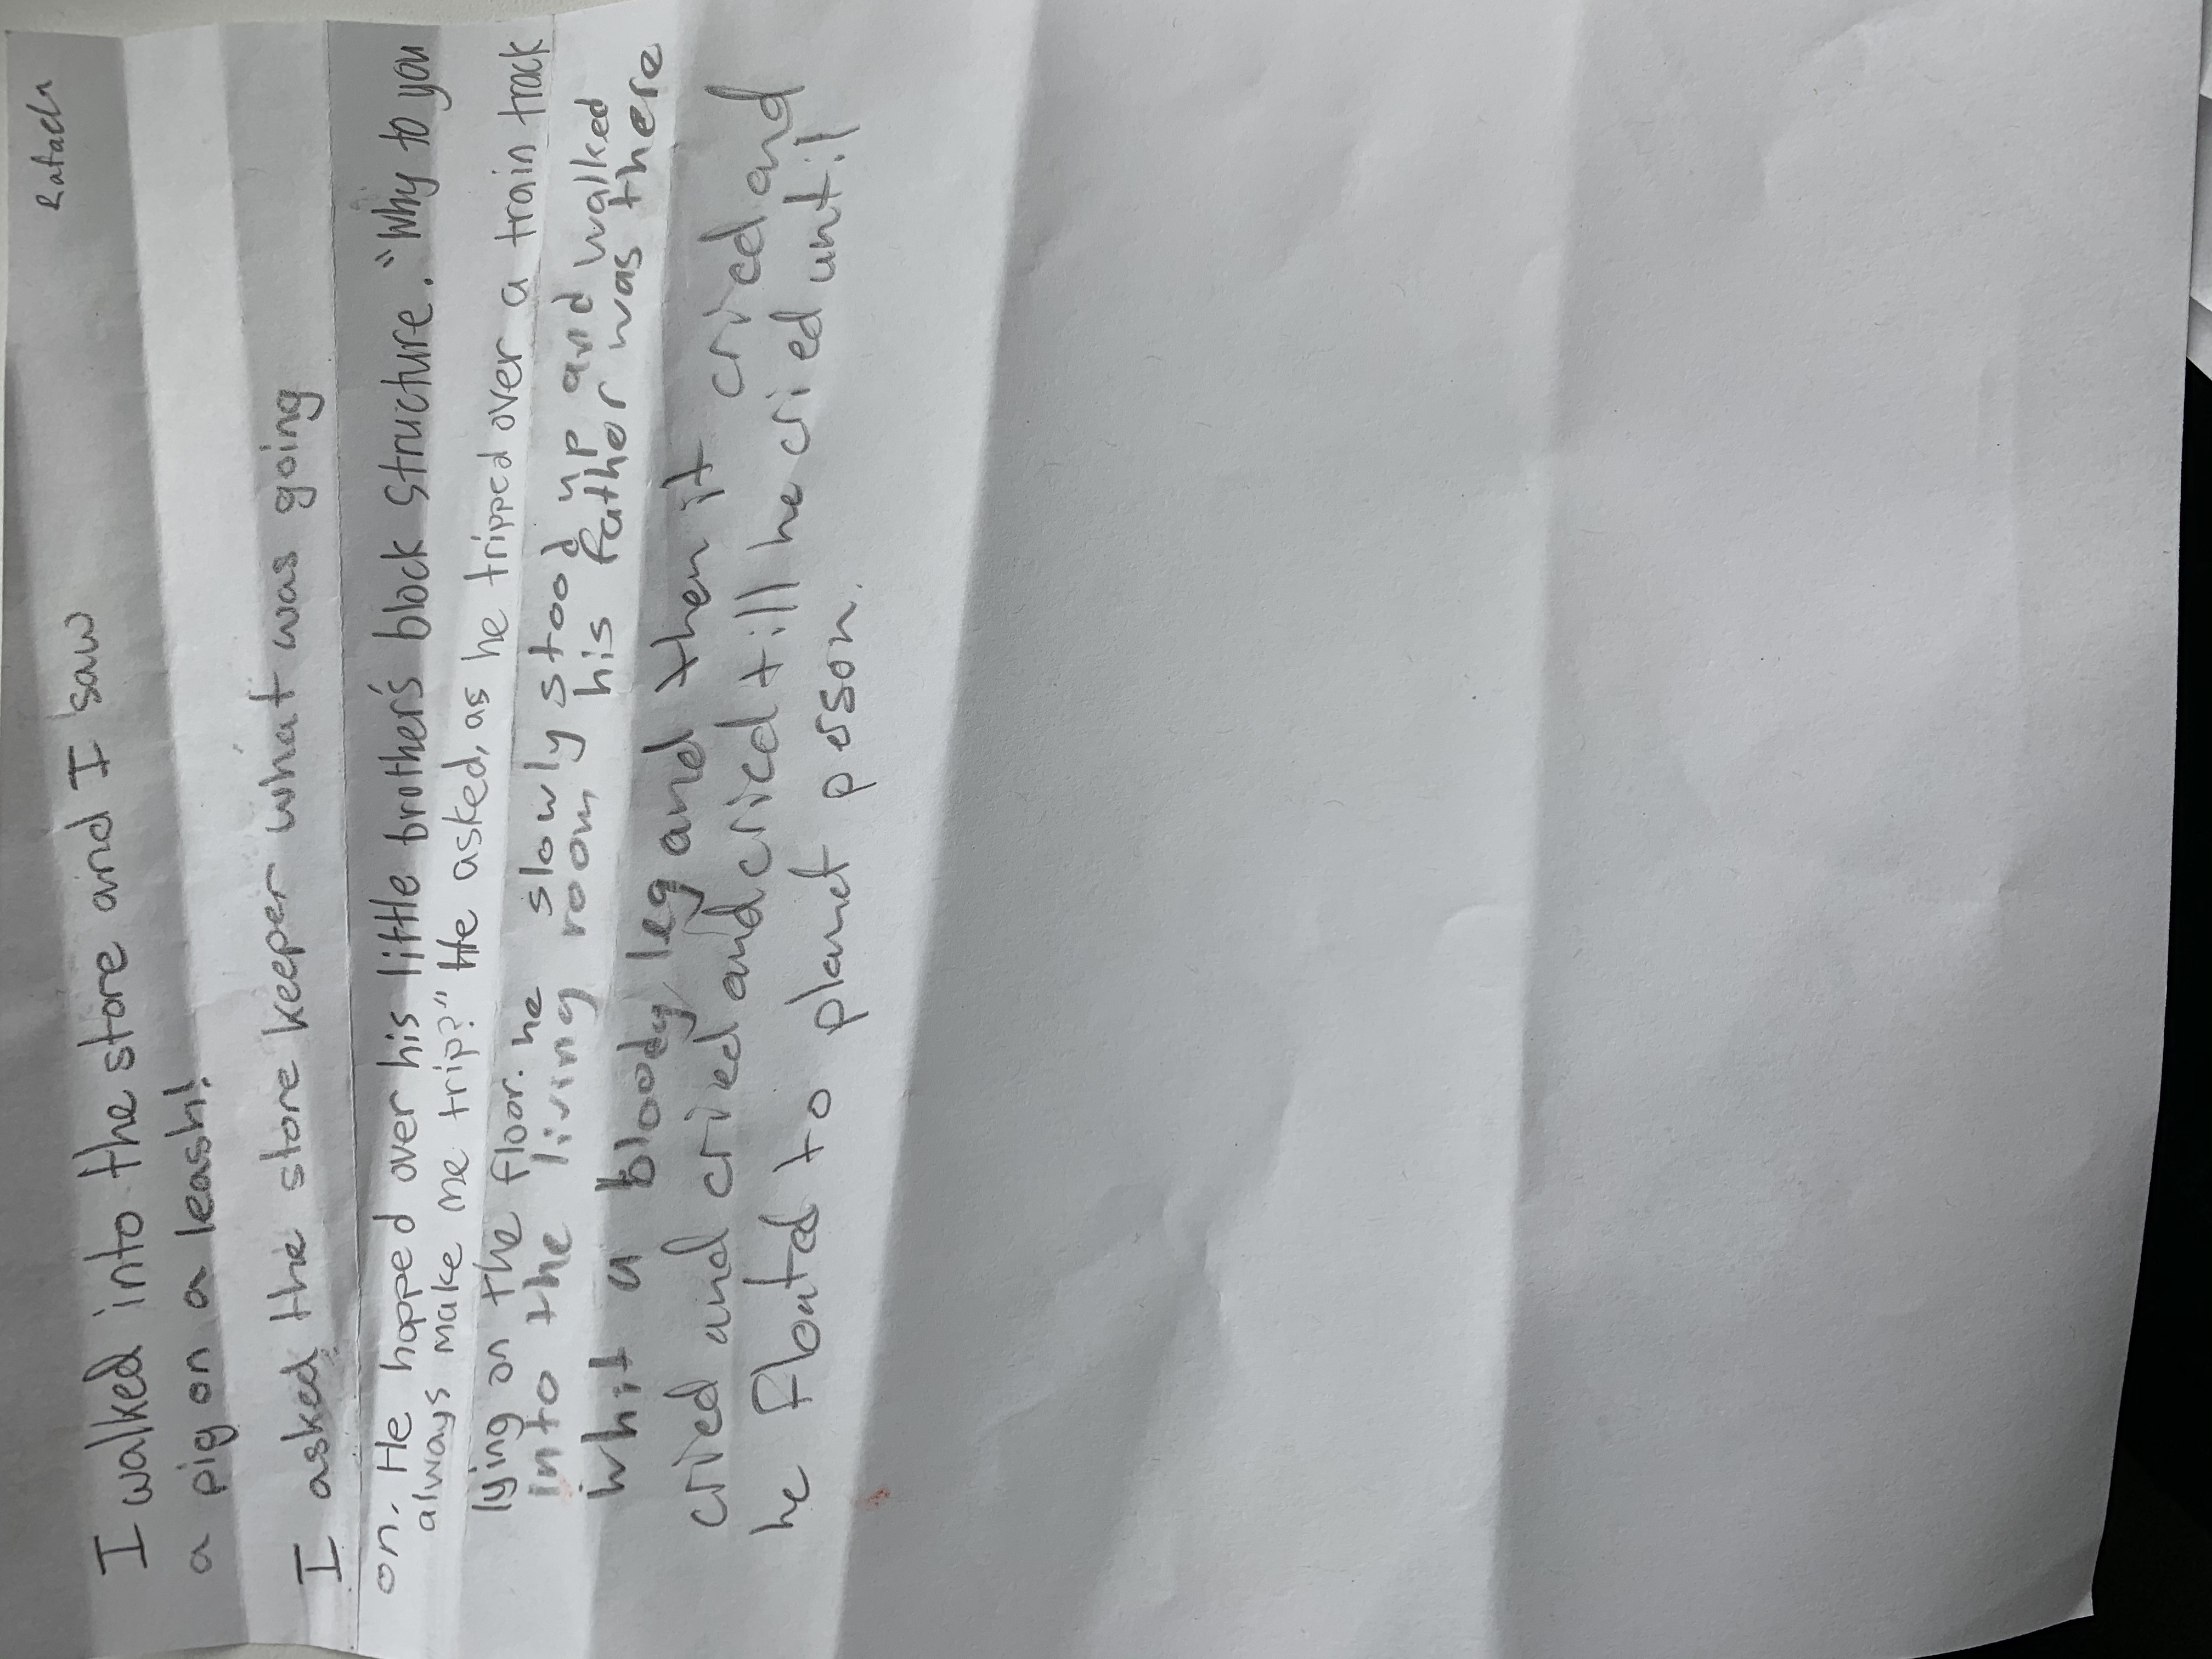 Rafael
I walked into the store and I saw
a pig on a leash!
I asked the store keeper what was going
on. He hopped over his little brother's block structure. "Why to you
always make me trip?" He asked, as he tripped over a train track
lying on the floor. he slowly stood up and walked
into the living room his father was there
whit a bloody leg and then it cried and
cried and cried and cried till he cried until
he floated to planet person.